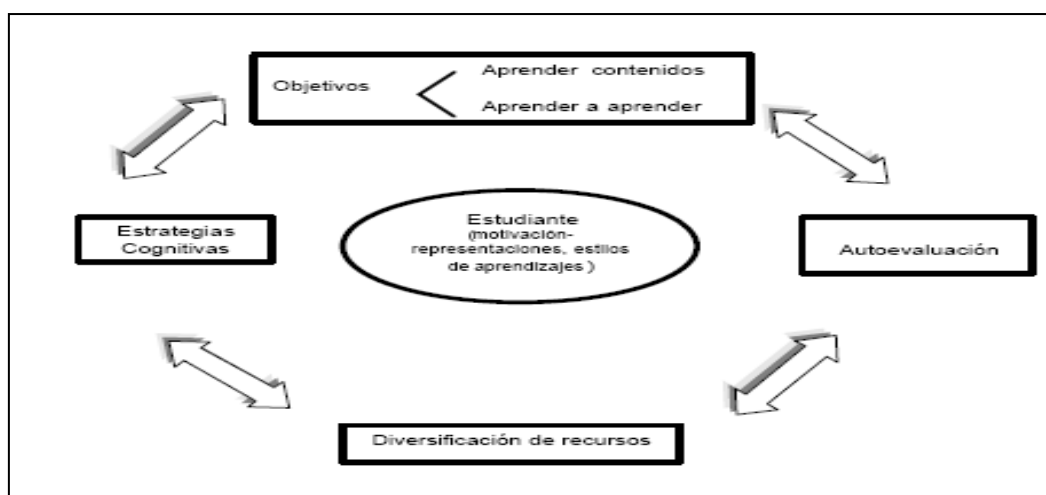 Objetivos
Aprender contenidos
Aprender a aprender
Estrategias
Cognitivas
Estudiante
(motivación-
representaciones, estilos
de aprendizajes )
Autoevaluación
Diversificación de recursos